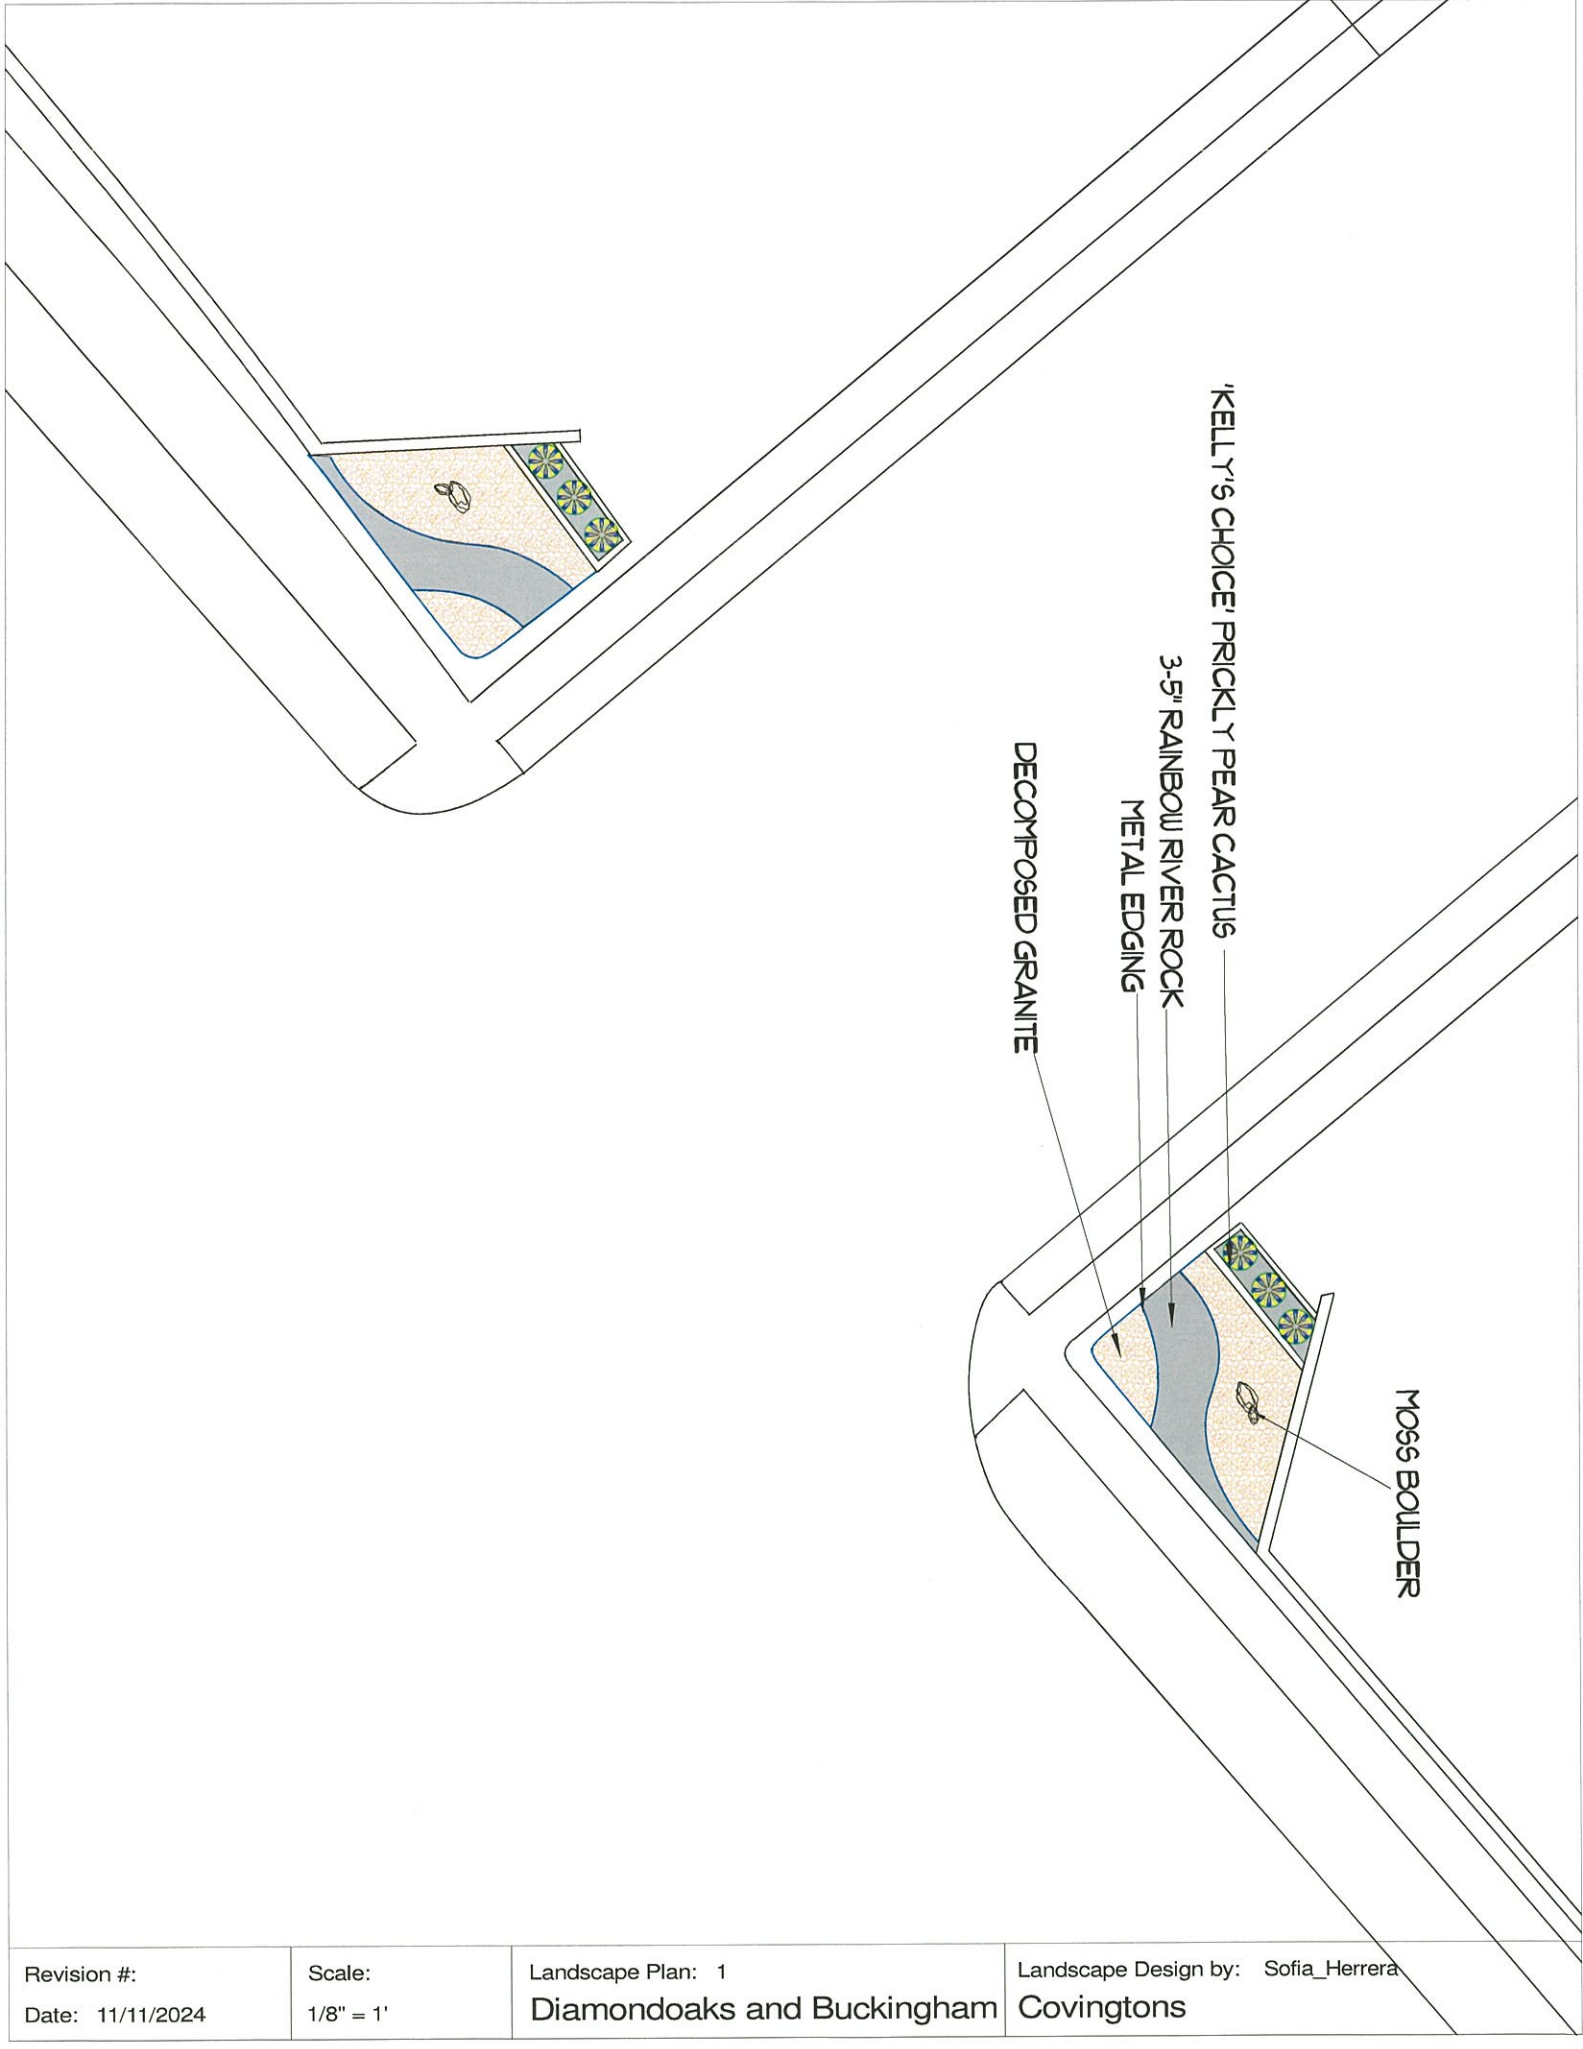 'KELLY'S CHOICE' PRICKLY PEAR CACTUS
3-5" RAINBOW RIVER ROCK
METAL EDGING
DECOMPOSED GRANITE
MOSS BOULDER
Revision #:
Date: 11/11/2024
Scale:
1/8" = 1'
Landscape Plan: 1
Diamondoaks and Buckingham
Landscape Design by: Sofia_Herrera
Covingtons